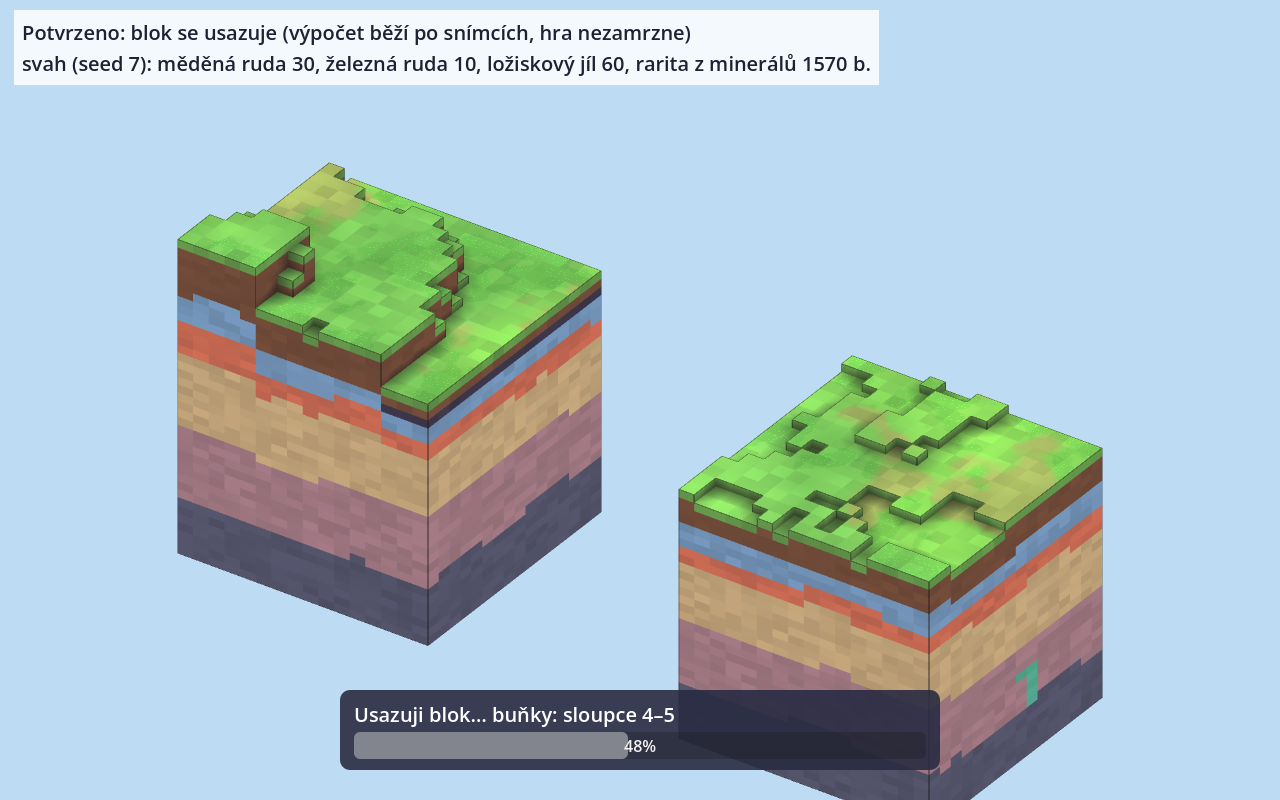 Potvrzeno: blok se usazuje (výpočet běží po snímcích, hra nezamrzne)
svah (seed 7): měděná ruda 30, železná ruda 10, ložiskový jíl 60, rarita z minerálů 1570 b.
1
Usazuji blok... buňky: sloupce 4–5
48%